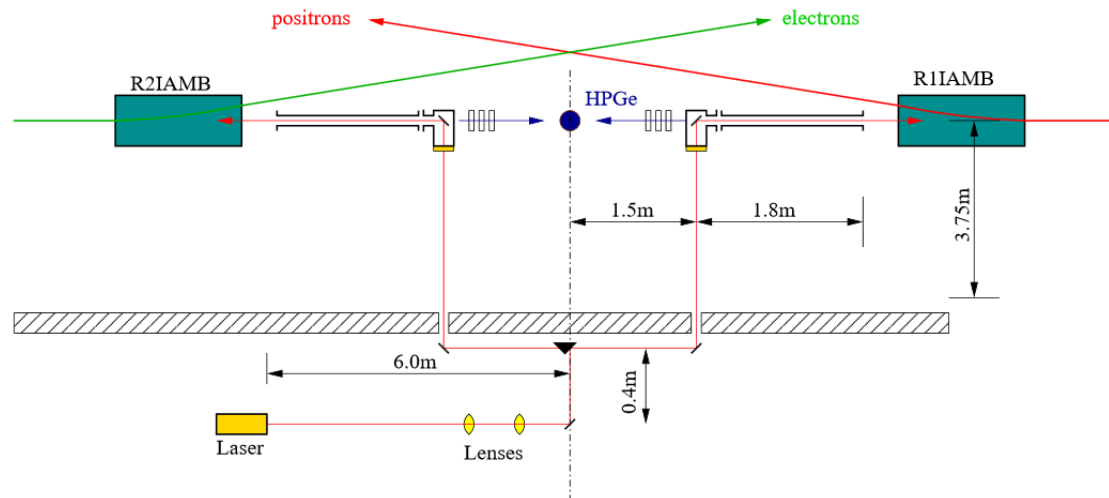 positrons
electrons
R2IAMB
R1IAMB
HPGe
1.5m
1.8m
3.75m
6.0m
0.4m
Laser
Lenses